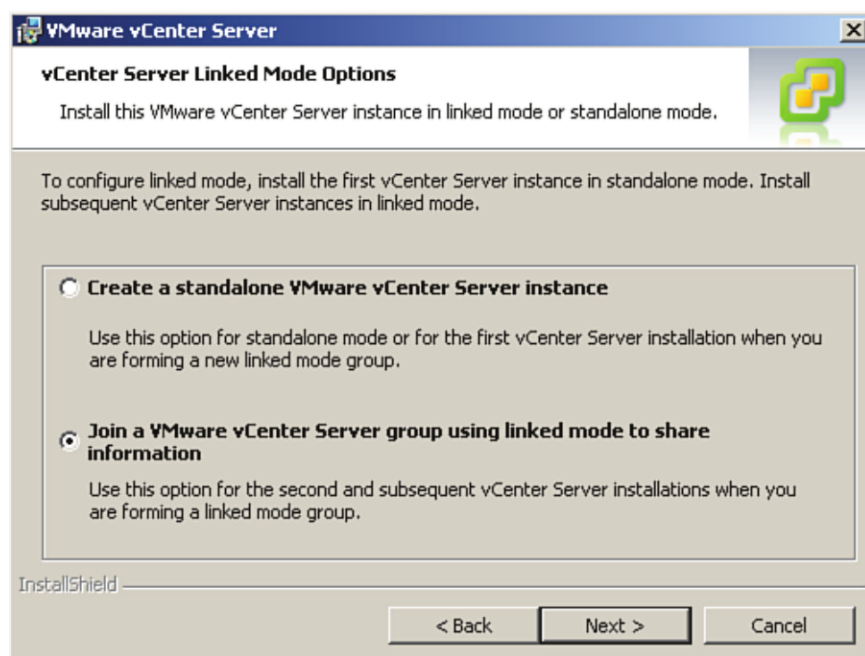 VMware vCenter Server
vCenter Server Linked Mode Options
Install this VMware vCenter Server instance in linked mode or standalone mode.
To configure linked mode, install the first vCenter Server instance in standalone mode. Install
subsequent vCenter Server instances in linked mode.
Create a standalone VMware vCenter Server instance
Use this option for standalone mode or for the first vCenter Server installation when you
are forming a new linked mode group.
Join a VMware vCenter Server group using linked mode to share
information
Use this option for the second and subsequent vCenter Server installations when you
are forming a linked mode group.
InstallShield
< Back Next > Cancel